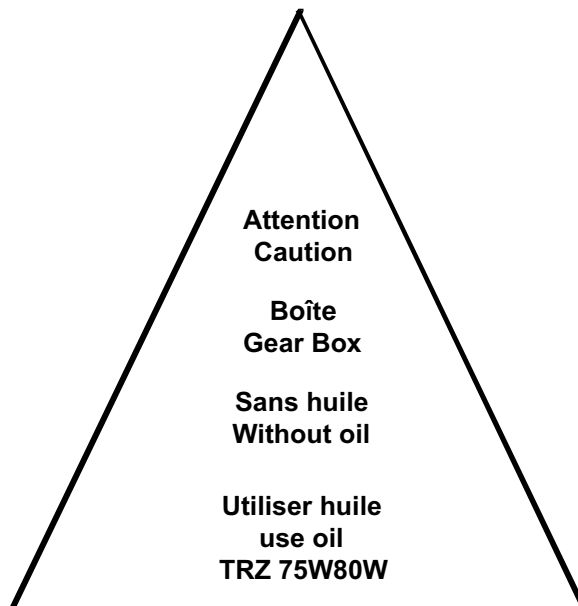 Attention
Caution
Boîte
Gear Box
Sans huile
Without oil
Utiliser huile
use oil
TRZ 75W80W